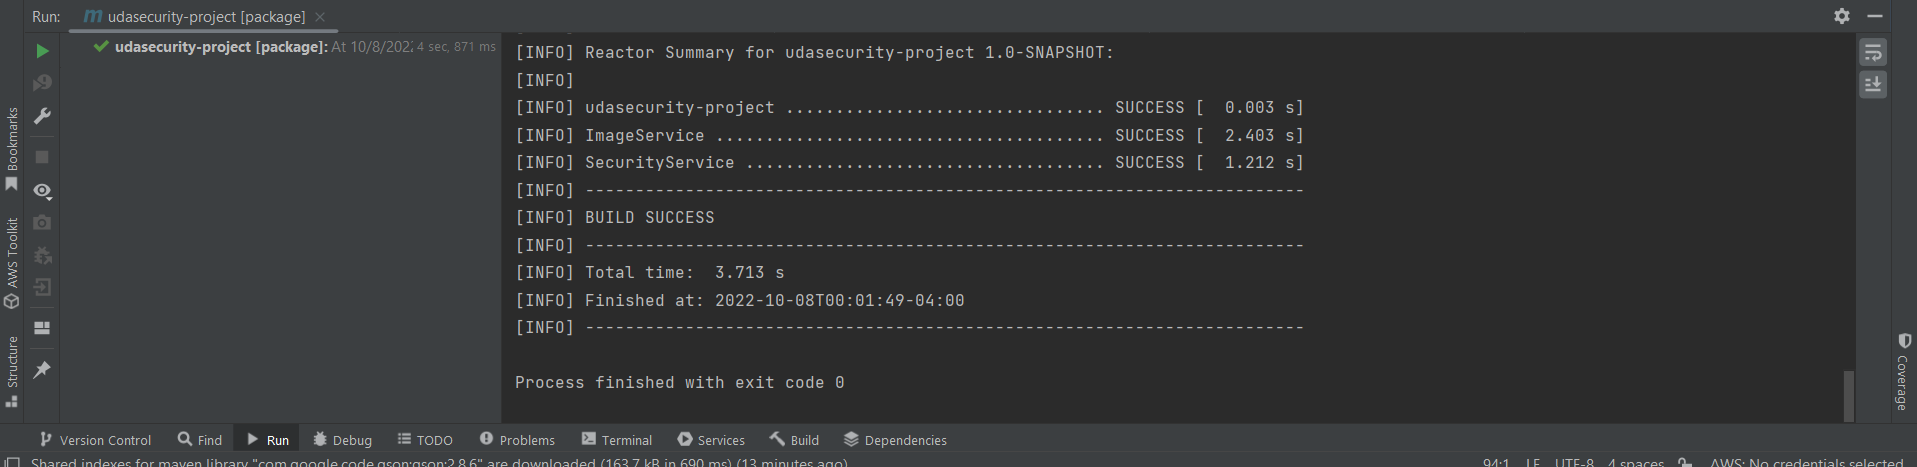 Run: udasecurity-project [package]
udasecurity-project [package]: At 10/8/202 4 sec, 871 ms
[INFO] Reactor Summary for udasecurity-project 1.0-SNAPSHOT:
[INFO]
[INFO] udasecurity-project ................................ SUCCESS [  0.003 s]
[INFO] ImageService ....................................... SUCCESS [  2.403 s]
[INFO] SecurityService .................................... SUCCESS [  1.212 s]
[INFO] ------------------------------------------------------------------------
[INFO] BUILD SUCCESS
[INFO] ------------------------------------------------------------------------
[INFO] Total time:  3.713 s
[INFO] Finished at: 2022-10-08T00:01:49-04:00
[INFO] ------------------------------------------------------------------------
Process finished with exit code 0
Bookmarks
AWS Toolkit
Structure
Coverage
Version Control Find Run Debug TODO Problems Terminal Services Build Dependencies
Shared indexes for maven library "com.google.code.gson:gson:2.8.6" are downloaded (163.7 kB in 690 ms) (13 minutes ago) 94:1 LF UTF-8 4 spaces AWS: No credentials selected